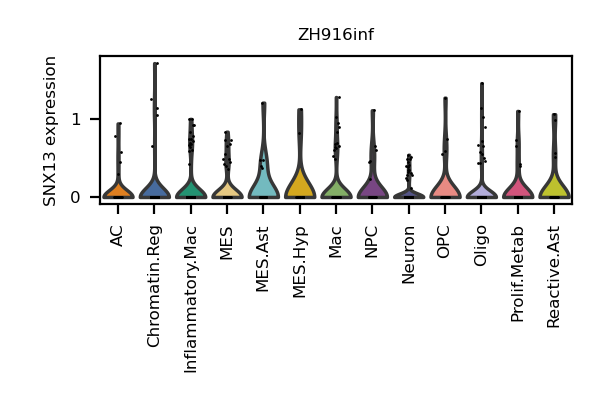 ZH916inf
SNX13 expression
1
0
AC
Chromatin.Reg
Inflammatory.Mac
MES
MES.Ast
MES.Hyp
Mac
NPC
Neuron
OPC
Oligo
Prolif.Metab
Reactive.Ast